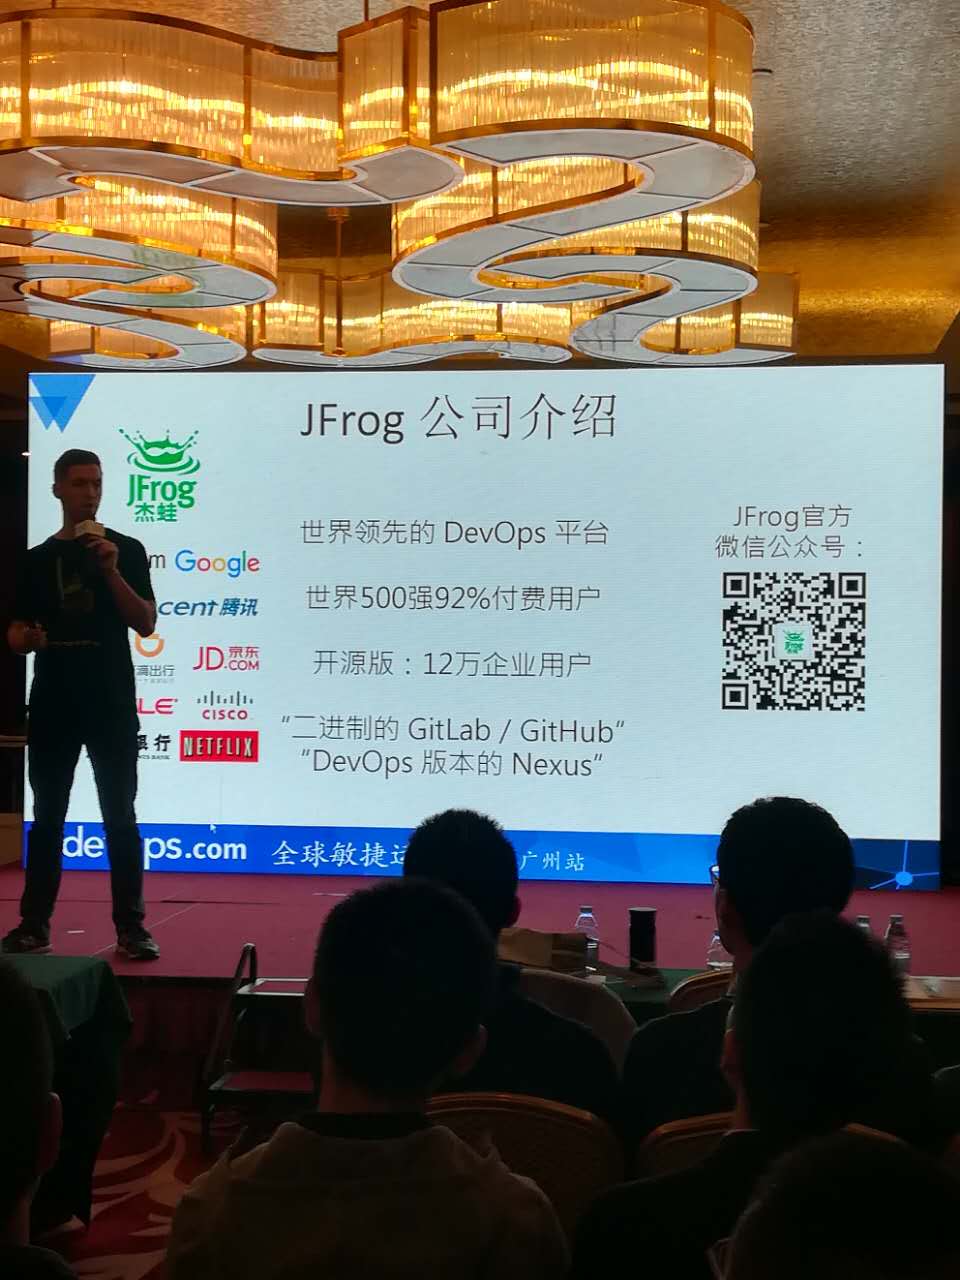 JFrog 公司介绍
JFrog
杰蛙
世界领先的 DevOps 平台
世界500强92%付费用户
开源版：12万企业用户
“二进制的 GitLab / GitHub“
“DevOps 版本的 Nexus”
JFrog官方
微信公众号：
JFrog
杰蛙
m Google
cent 腾讯
滴出行 JD.京东
.COM
LE CISCO
银行 NETFLIX
de ps.com 全球敏捷运 广州站